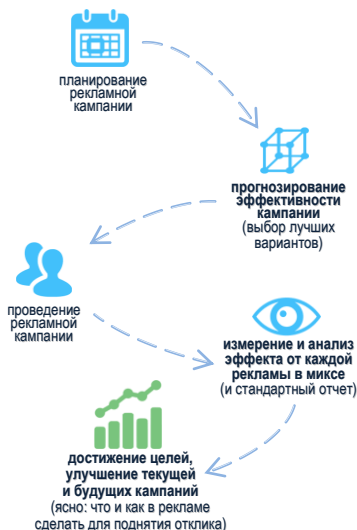 планирование
рекламной
кампании
прогнозирование
эффективности
кампании
(выбор лучших
вариантов)
проведение
рекламной
кампании
измерение и анализ
эффекта от каждой
рекламы в миксе
(и стандартный отчет)
достижение целей,
улучшение текущей
и будущих кампаний
(ясно: что и как в рекламе
сделать для поднятия отклика)